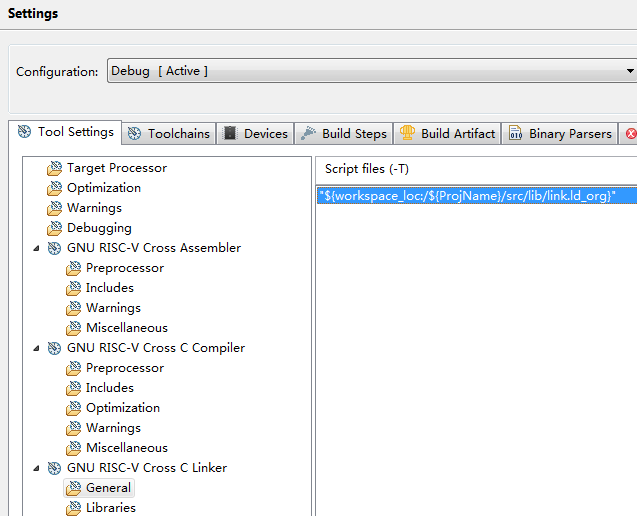 Settings
Configuration: Debug [ Active ]
Tool Settings Toolchains Devices Build Steps Build Artifact Binary Parsers
Target Processor
Optimization
Warnings
Debugging
GNU RISC-V Cross Assembler
Preprocessor
Includes
Warnings
Miscellaneous
GNU RISC-V Cross C Compiler
Preprocessor
Includes
Optimization
Warnings
Miscellaneous
GNU RISC-V Cross C Linker
General
Libraries
Script files (-T)
"${workspace_loc:/${ProjName}/src/lib/link.ld_org}"